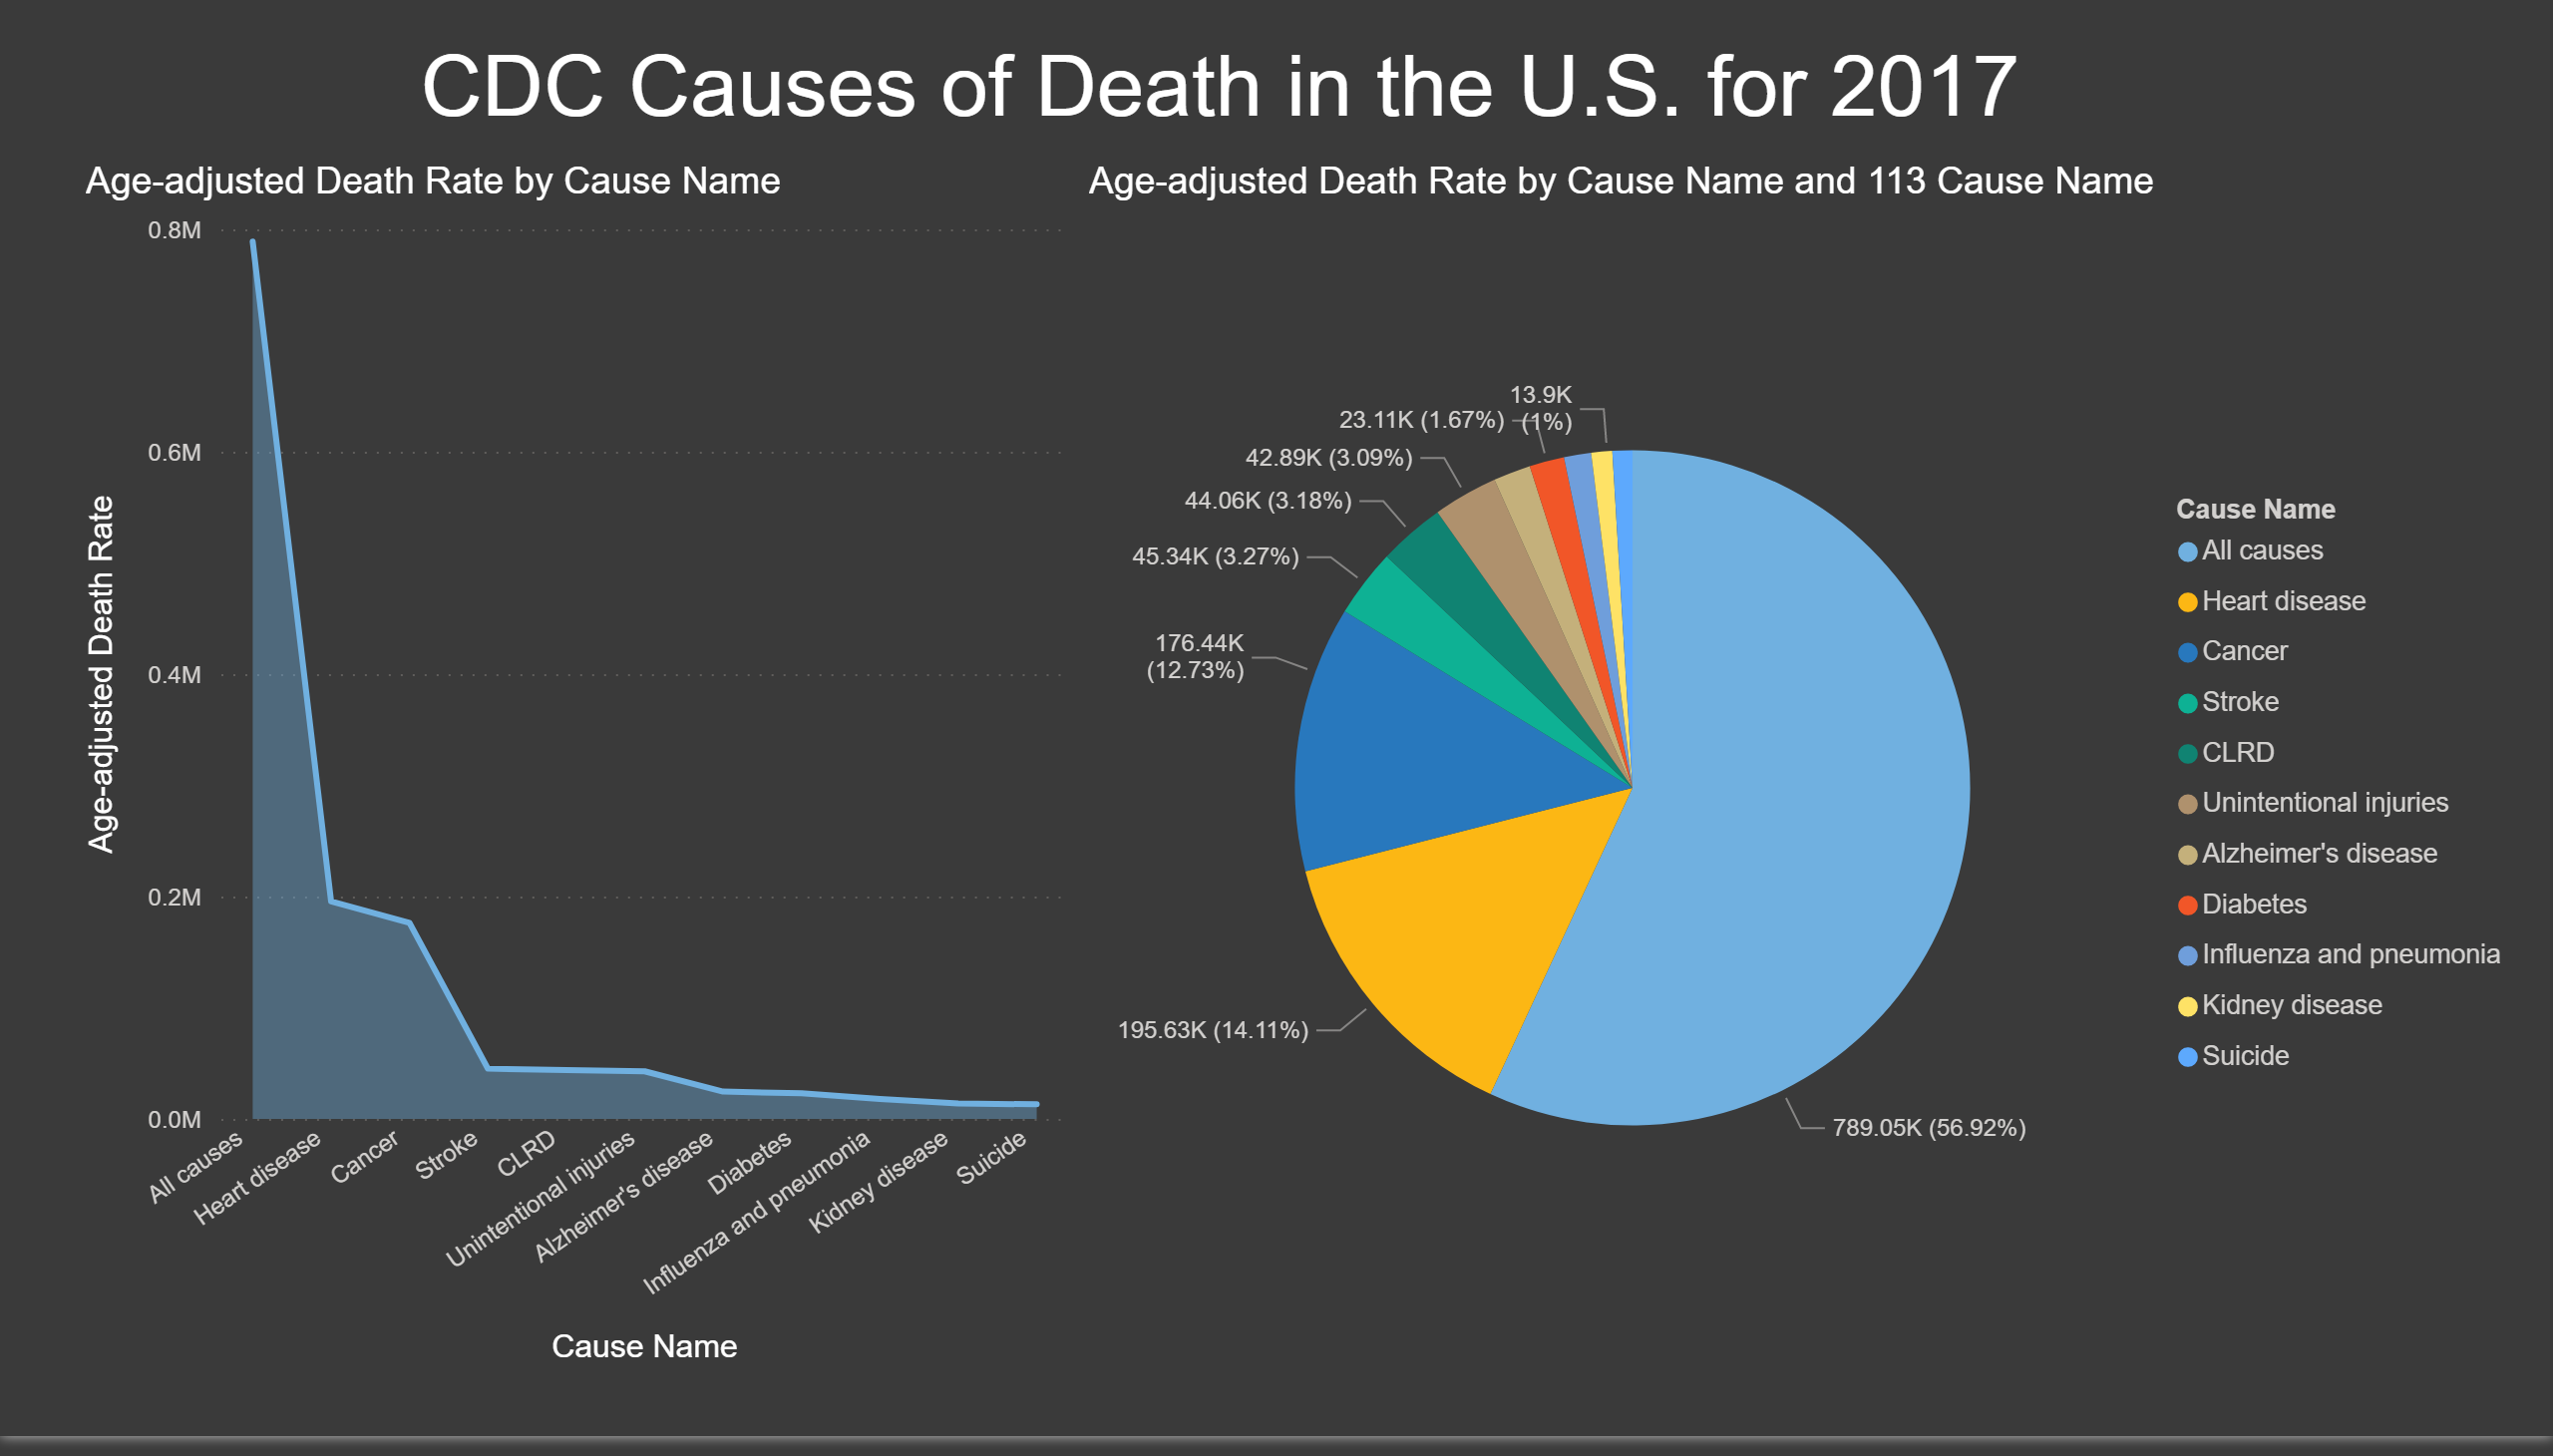 CDC Causes of Death in the U.S. for 2017
Age-adjusted Death Rate by Cause Name
0.8M
0.6M
0.4M
0.2M
0.0M
Age-adjusted Death Rate
All causes
Heart disease
Cancer
Stroke
CLRD
Unintentional injuries
Alzheimer's disease
Diabetes
Influenza and pneumonia
Kidney disease
Suicide
Cause Name
Age-adjusted Death Rate by Cause Name and 113 Cause Name
13.9K
(1%)
23.11K (1.67%)
42.89K (3.09%)
44.06K (3.18%)
45.34K (3.27%)
176.44K
(12.73%)
195.63K (14.11%)
789.05K (56.92%)
Cause Name
All causes
Heart disease
Cancer
Stroke
CLRD
Unintentional injuries
Alzheimer's disease
Diabetes
Influenza and pneumonia
Kidney disease
Suicide